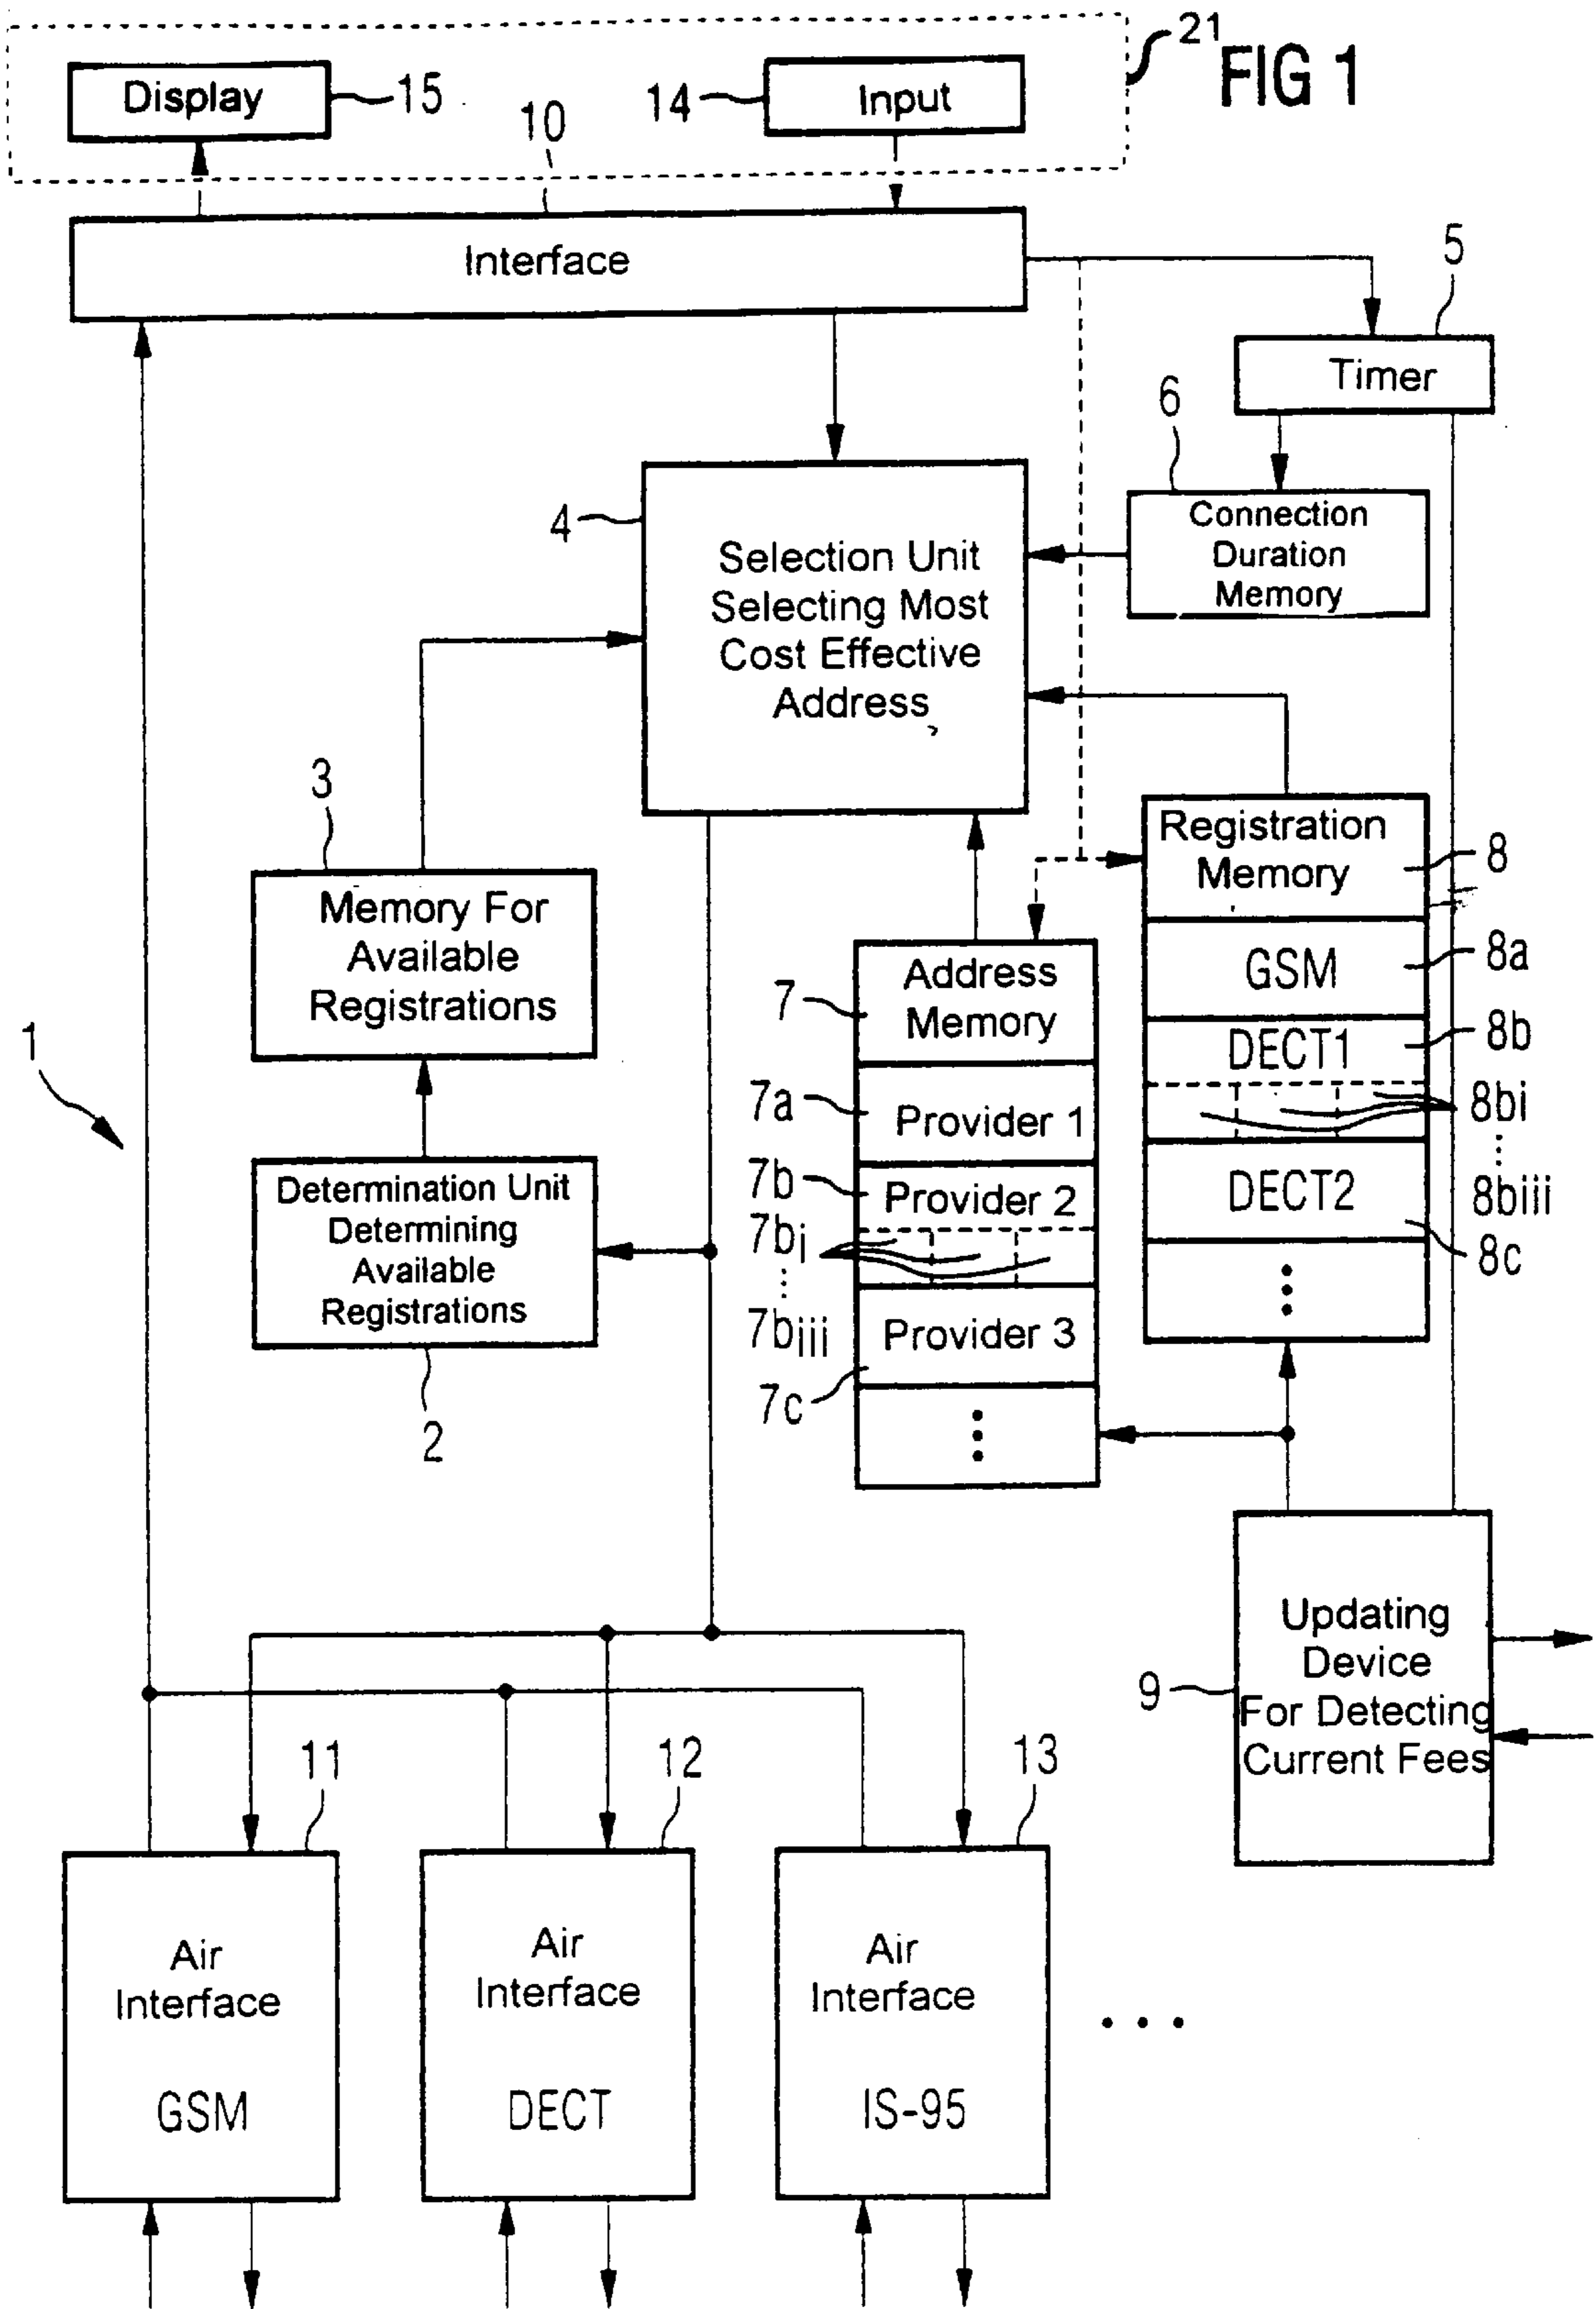 21
FIG 1
Display
15
14
Input
10
Interface
5
Timer
6
Connection
Duration
Memory
4
Selection Unit
Selecting Most
Cost Effective
Address
3
Memory For
Available
Registrations
Registration
Memory
8
GSM
8a
DECT1
8b
8bi
8biii
DECT2
8c
7
Address
Memory
7a
Provider 1
7b
Provider 2
7bi
7biii
Provider 3
7c
1
Determination Unit
Determining
Available
Registrations
2
9
Updating
Device
For Detecting
Current Fees
11
Air
Interface
GSM
12
Air
Interface
DECT
13
Air
Interface
IS-95